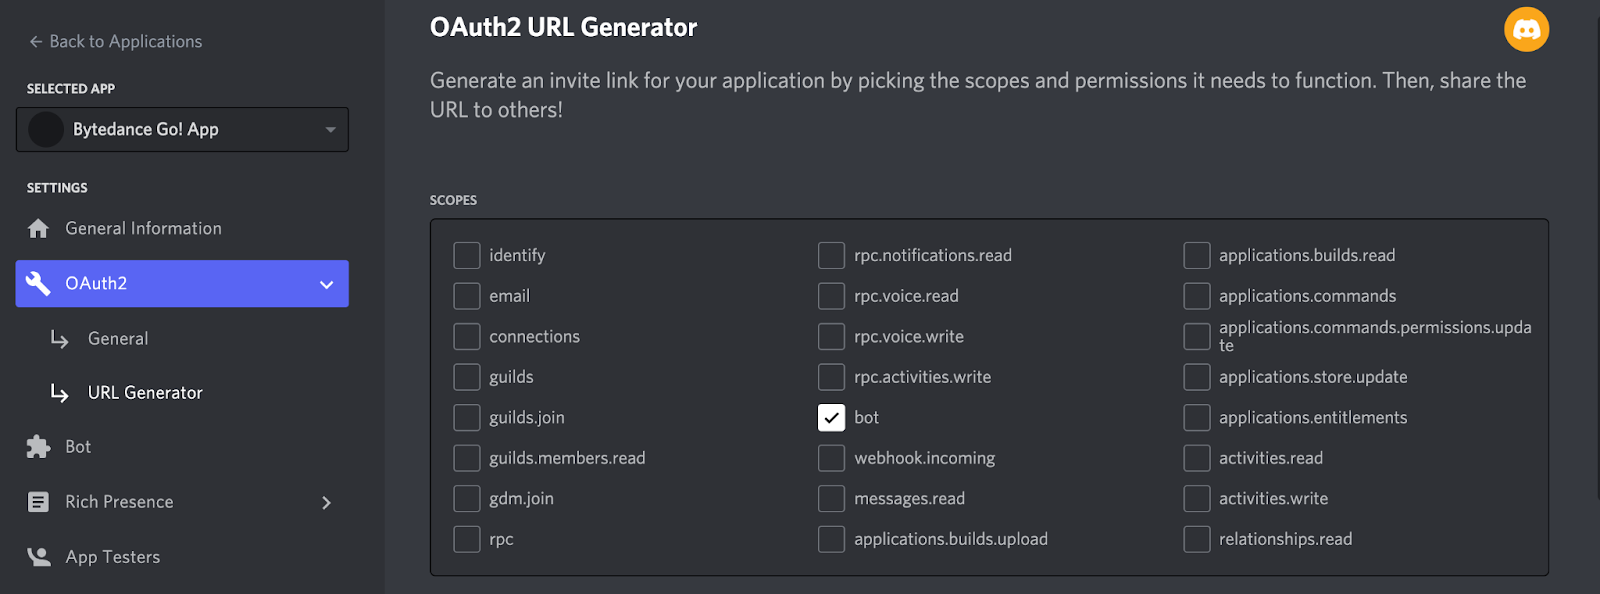 ← Back to Applications
SELECTED APP
Bytedance Go! App
SETTINGS
General Information
OAuth2
General
URL Generator
Bot
Rich Presence
App Testers
OAuth2 URL Generator
Generate an invite link for your application by picking the scopes and permissions it needs to function. Then, share the
URL to others!
SCOPES
identify
email
connections
guilds
guilds.join
guilds.members.read
gdm.join
rpc
rpc.notifications.read
rpc.voice.read
rpc.voice.write
rpc.activities.write
bot
webhook.incoming
messages.read
applications.builds.upload
applications.builds.read
applications.commands
applications.commands.permissions.upda
te
applications.store.update
applications.entitlements
activities.read
activities.write
relationships.read